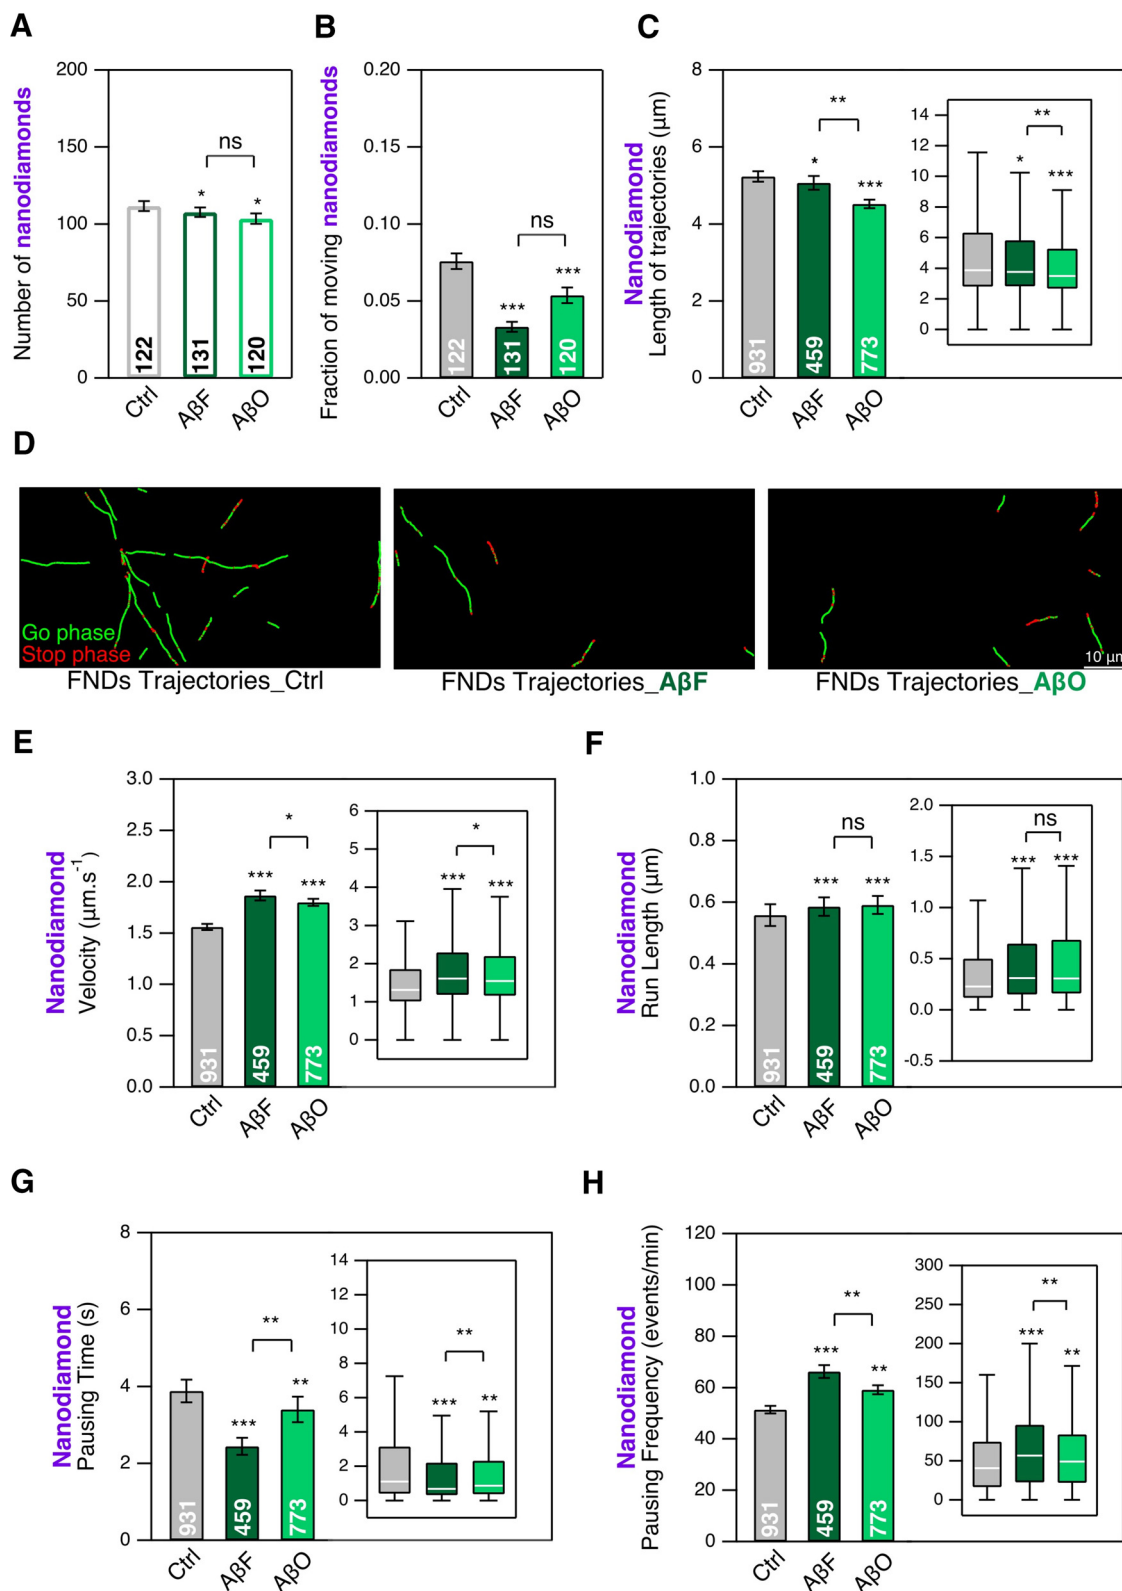 A
Number of nanodiamonds
200
150
100
50
0
ns
*
*
122
131
120
Ctrl
AβF
AβO
B
Fraction of moving nanodiamonds
0.20
0.15
0.10
0.05
0.00
ns
***
***
122
131
120
Ctrl
AβF
AβO
C
Nanodiamond
Length of trajectories (µm)
8
6
4
2
0
**
*
***
931
459
773
Ctrl
AβF
AβO
14
12
10
8
6
4
2
0
**
*
***
D
Go phase
Stop phase
10 µm
FNDs Trajectories_Ctrl
FNDs Trajectories_AβF
FNDs Trajectories_AβO
E
Nanodiamond
Velocity (µm.s⁻¹)
3.0
2.5
2.0
1.5
1.0
0.5
0.0
*
***
***
931
459
773
Ctrl
AβF
AβO
6
5
4
3
2
1
0
*
***
***
F
Nanodiamond
Run Length (µm)
1.0
0.8
0.6
0.4
0.2
0.0
ns
***
***
931
459
773
Ctrl
AβF
AβO
2.0
1.5
1.0
0.5
0.0
-0.5
ns
***
***
G
Nanodiamond
Pausing Time (s)
8
6
4
2
0
**
***
**
931
459
773
Ctrl
AβF
AβO
14
12
10
8
6
4
2
0
**
***
**
H
Nanodiamond
Pausing Frequency (events/min)
120
100
80
60
40
20
0
**
***
**
931
459
773
Ctrl
AβF
AβO
300
250
200
150
100
50
0
**
***
**